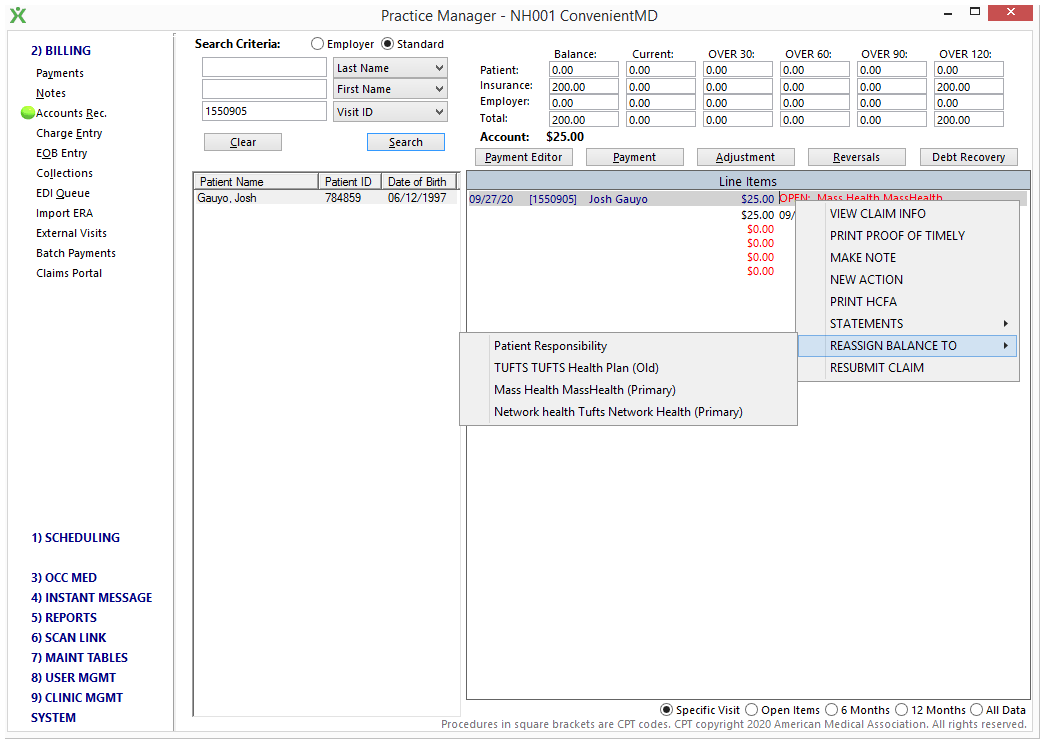 Practice Manager - NH001 ConvenientMD
2) BILLING
Payments
Notes
Accounts Rec.
Charge Entry
EOB Entry
Collections
EDI Queue
Import ERA
External Visits
Batch Payments
Claims Portal
1) SCHEDULING
3) OCC MED
4) INSTANT MESSAGE
5) REPORTS
6) SCAN LINK
7) MAINT TABLES
8) USER MGMT
9) CLINIC MGMT
SYSTEM
Search Criteria: Employer Standard
Last Name
First Name
1550905 Visit ID
Clear Search
Balance: Current: OVER 30: OVER 60: OVER 90: OVER 120:
Patient: 0.00 0.00 0.00 0.00 0.00 0.00
Insurance: 200.00 0.00 0.00 0.00 0.00 200.00
Employer: 0.00 0.00 0.00 0.00 0.00 0.00
Total: 200.00 0.00 0.00 0.00 0.00 200.00
Account: $25.00
Payment Editor Payment Adjustment Reversals Debt Recovery
Patient Name Patient ID Date of Birth
Gauyo, Josh 784859 06/12/1997
Line Items
09/27/20 [1550905] Josh Gauyo $25.00 OPEN: Mass Health MassHealth
$25.00 09/
$0.00
$0.00
$0.00
$0.00
VIEW CLAIM INFO
PRINT PROOF OF TIMELY
MAKE NOTE
NEW ACTION
PRINT HCFA
STATEMENTS
REASSIGN BALANCE TO
RESUBMIT CLAIM
Patient Responsibility
TUFTS TUFTS Health Plan (Old)
Mass Health MassHealth (Primary)
Network health Tufts Network Health (Primary)
Specific Visit Open Items 6 Months 12 Months All Data
Procedures in square brackets are CPT codes. CPT copyright 2020 American Medical Association. All rights reserved.